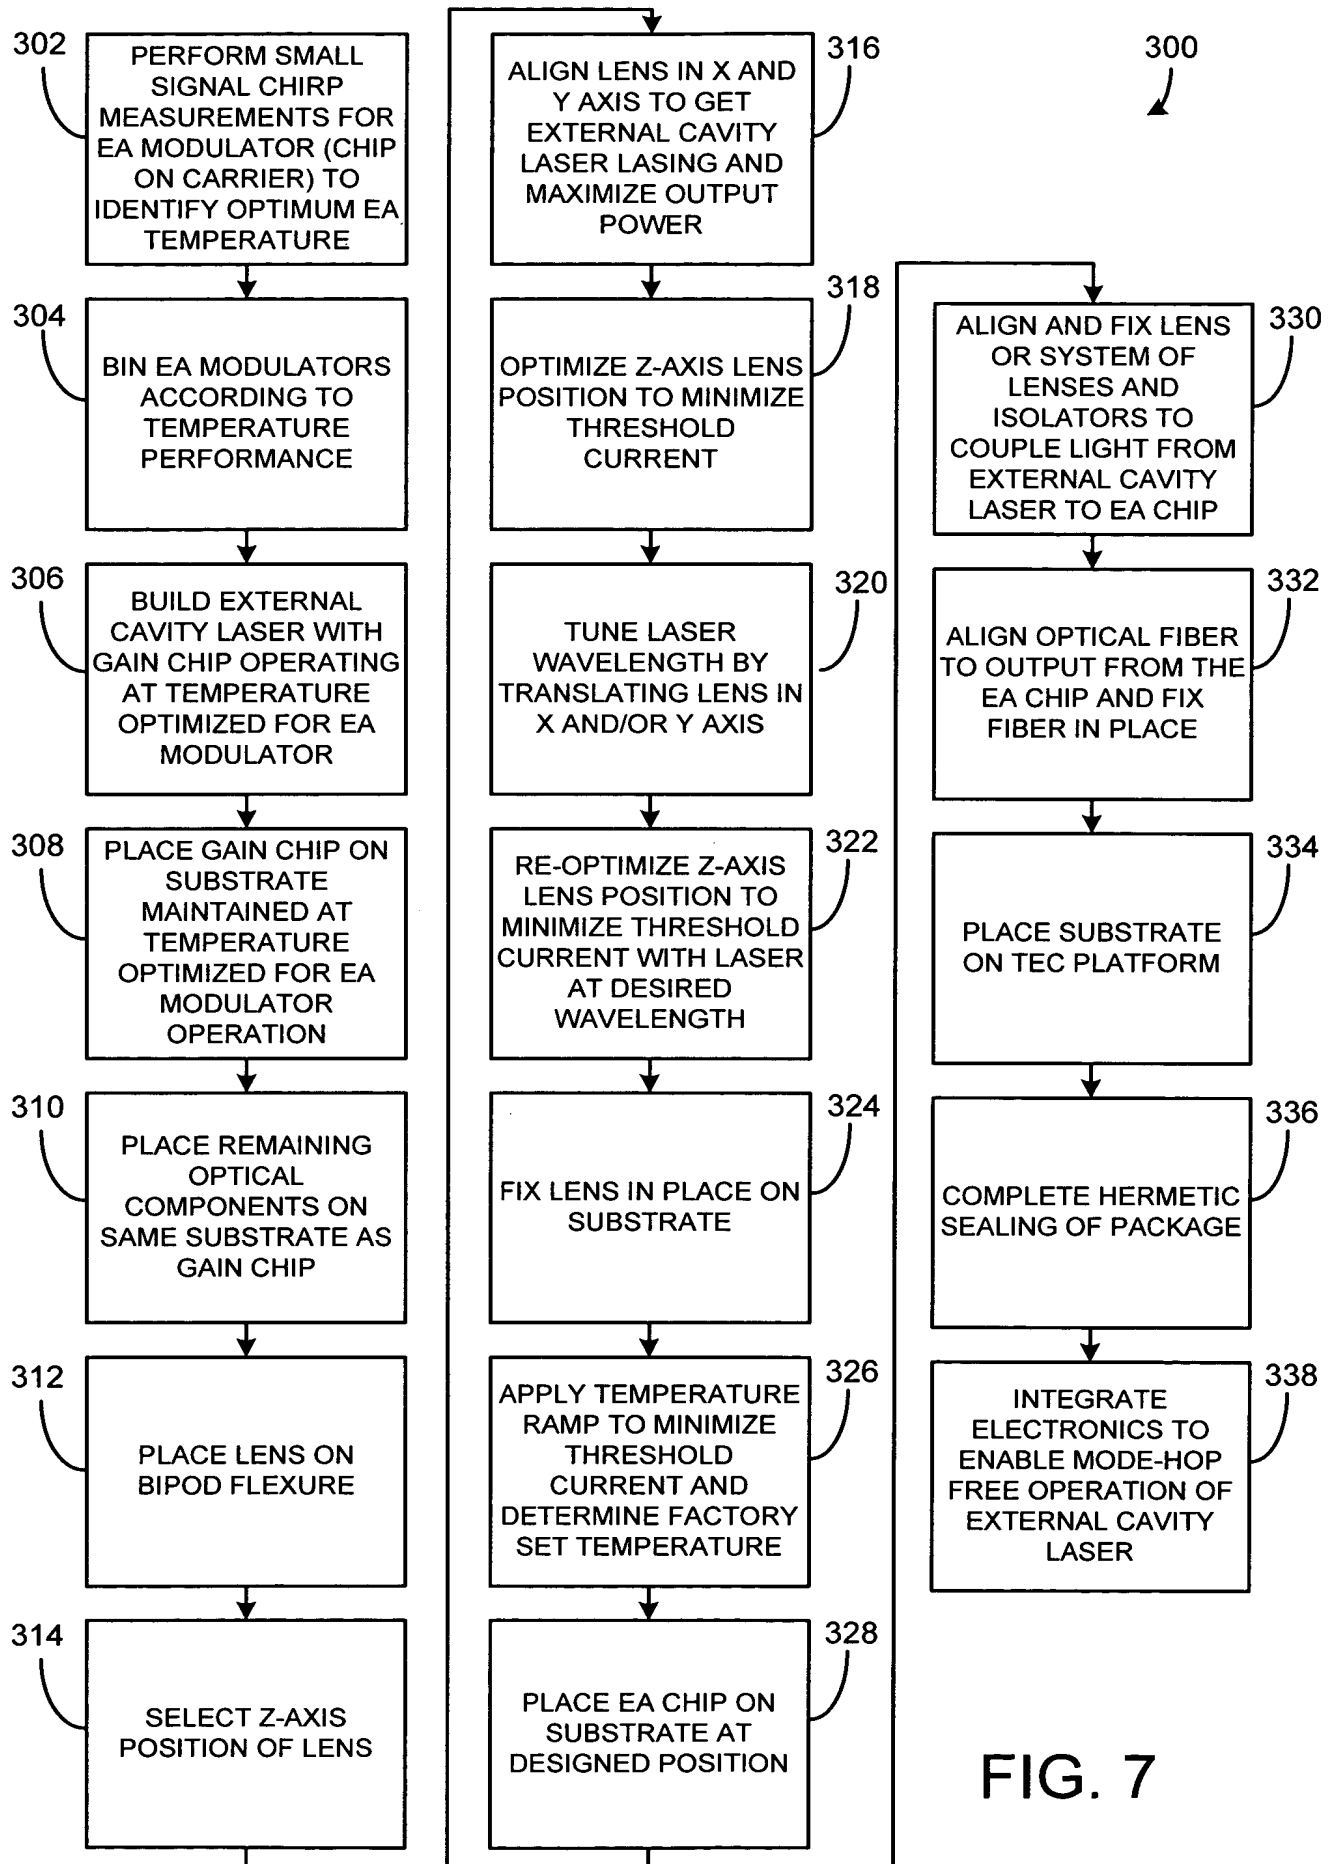 302
PERFORM SMALL
SIGNAL CHIRP
MEASUREMENTS FOR
EA MODULATOR (CHIP
ON CARRIER) TO
IDENTIFY OPTIMUM EA
TEMPERATURE
304
BIN EA MODULATORS
ACCORDING TO
TEMPERATURE
PERFORMANCE
306
BUILD EXTERNAL
CAVITY LASER WITH
GAIN CHIP OPERATING
AT TEMPERATURE
OPTIMIZED FOR EA
MODULATOR
308
PLACE GAIN CHIP ON
SUBSTRATE
MAINTAINED AT
TEMPERATURE
OPTIMIZED FOR EA
MODULATOR
OPERATION
310
PLACE REMAINING
OPTICAL
COMPONENTS ON
SAME SUBSTRATE AS
GAIN CHIP
312
PLACE LENS ON
BIPOD FLEXURE
314
SELECT Z-AXIS
POSITION OF LENS
316
ALIGN LENS IN X AND
Y AXIS TO GET
EXTERNAL CAVITY
LASER LASING AND
MAXIMIZE OUTPUT
POWER
318
OPTIMIZE Z-AXIS LENS
POSITION TO MINIMIZE
THRESHOLD
CURRENT
320
TUNE LASER
WAVELENGTH BY
TRANSLATING LENS IN
X AND/OR Y AXIS
322
RE-OPTIMIZE Z-AXIS
LENS POSITION TO
MINIMIZE THRESHOLD
CURRENT WITH LASER
AT DESIRED
WAVELENGTH
324
FIX LENS IN PLACE ON
SUBSTRATE
326
APPLY TEMPERATURE
RAMP TO MINIMIZE
THRESHOLD
CURRENT AND
DETERMINE FACTORY
SET TEMPERATURE
328
PLACE EA CHIP ON
SUBSTRATE AT
DESIGNED POSITION
300
330
ALIGN AND FIX LENS
OR SYSTEM OF
LENSES AND
ISOLATORS TO
COUPLE LIGHT FROM
EXTERNAL CAVITY
LASER TO EA CHIP
332
ALIGN OPTICAL FIBER
TO OUTPUT FROM THE
EA CHIP AND FIX
FIBER IN PLACE
334
PLACE SUBSTRATE
ON TEC PLATFORM
336
COMPLETE HERMETIC
SEALING OF PACKAGE
338
INTEGRATE
ELECTRONICS TO
ENABLE MODE-HOP
FREE OPERATION OF
EXTERNAL CAVITY
LASER
FIG. 7